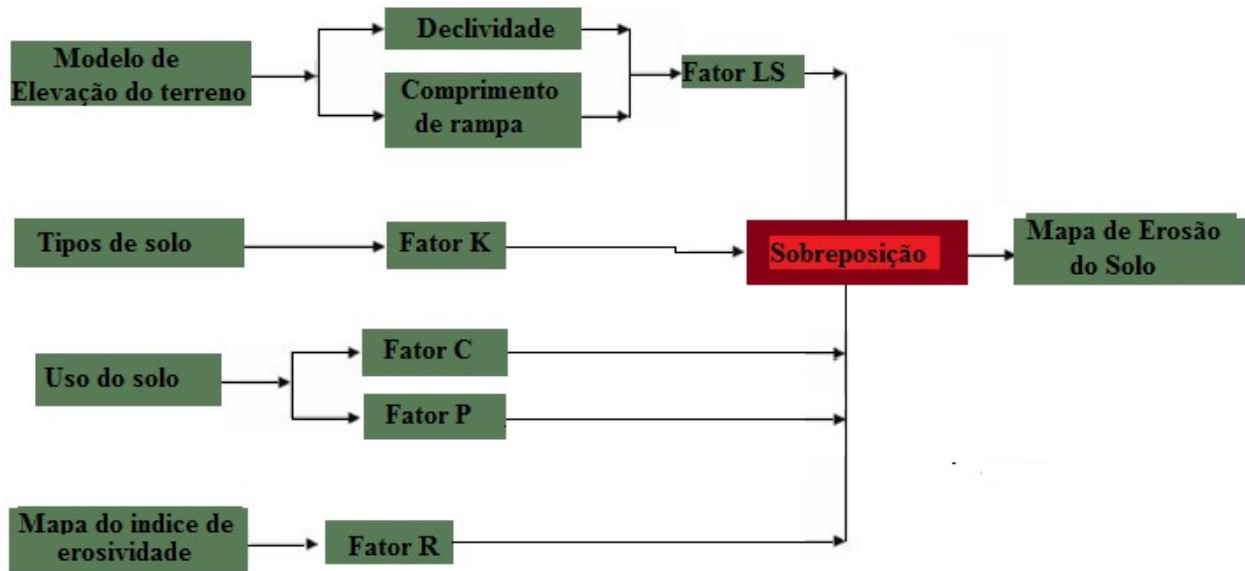 Modelo de
Elevação do terreno
Declividade
Comprimento
de rampa
Fator LS
Tipos de solo
Fator K
Sobreposição
Mapa de Erosão
do Solo
Uso do solo
Fator C
Fator P
Mapa do indice de
erosividade
Fator R